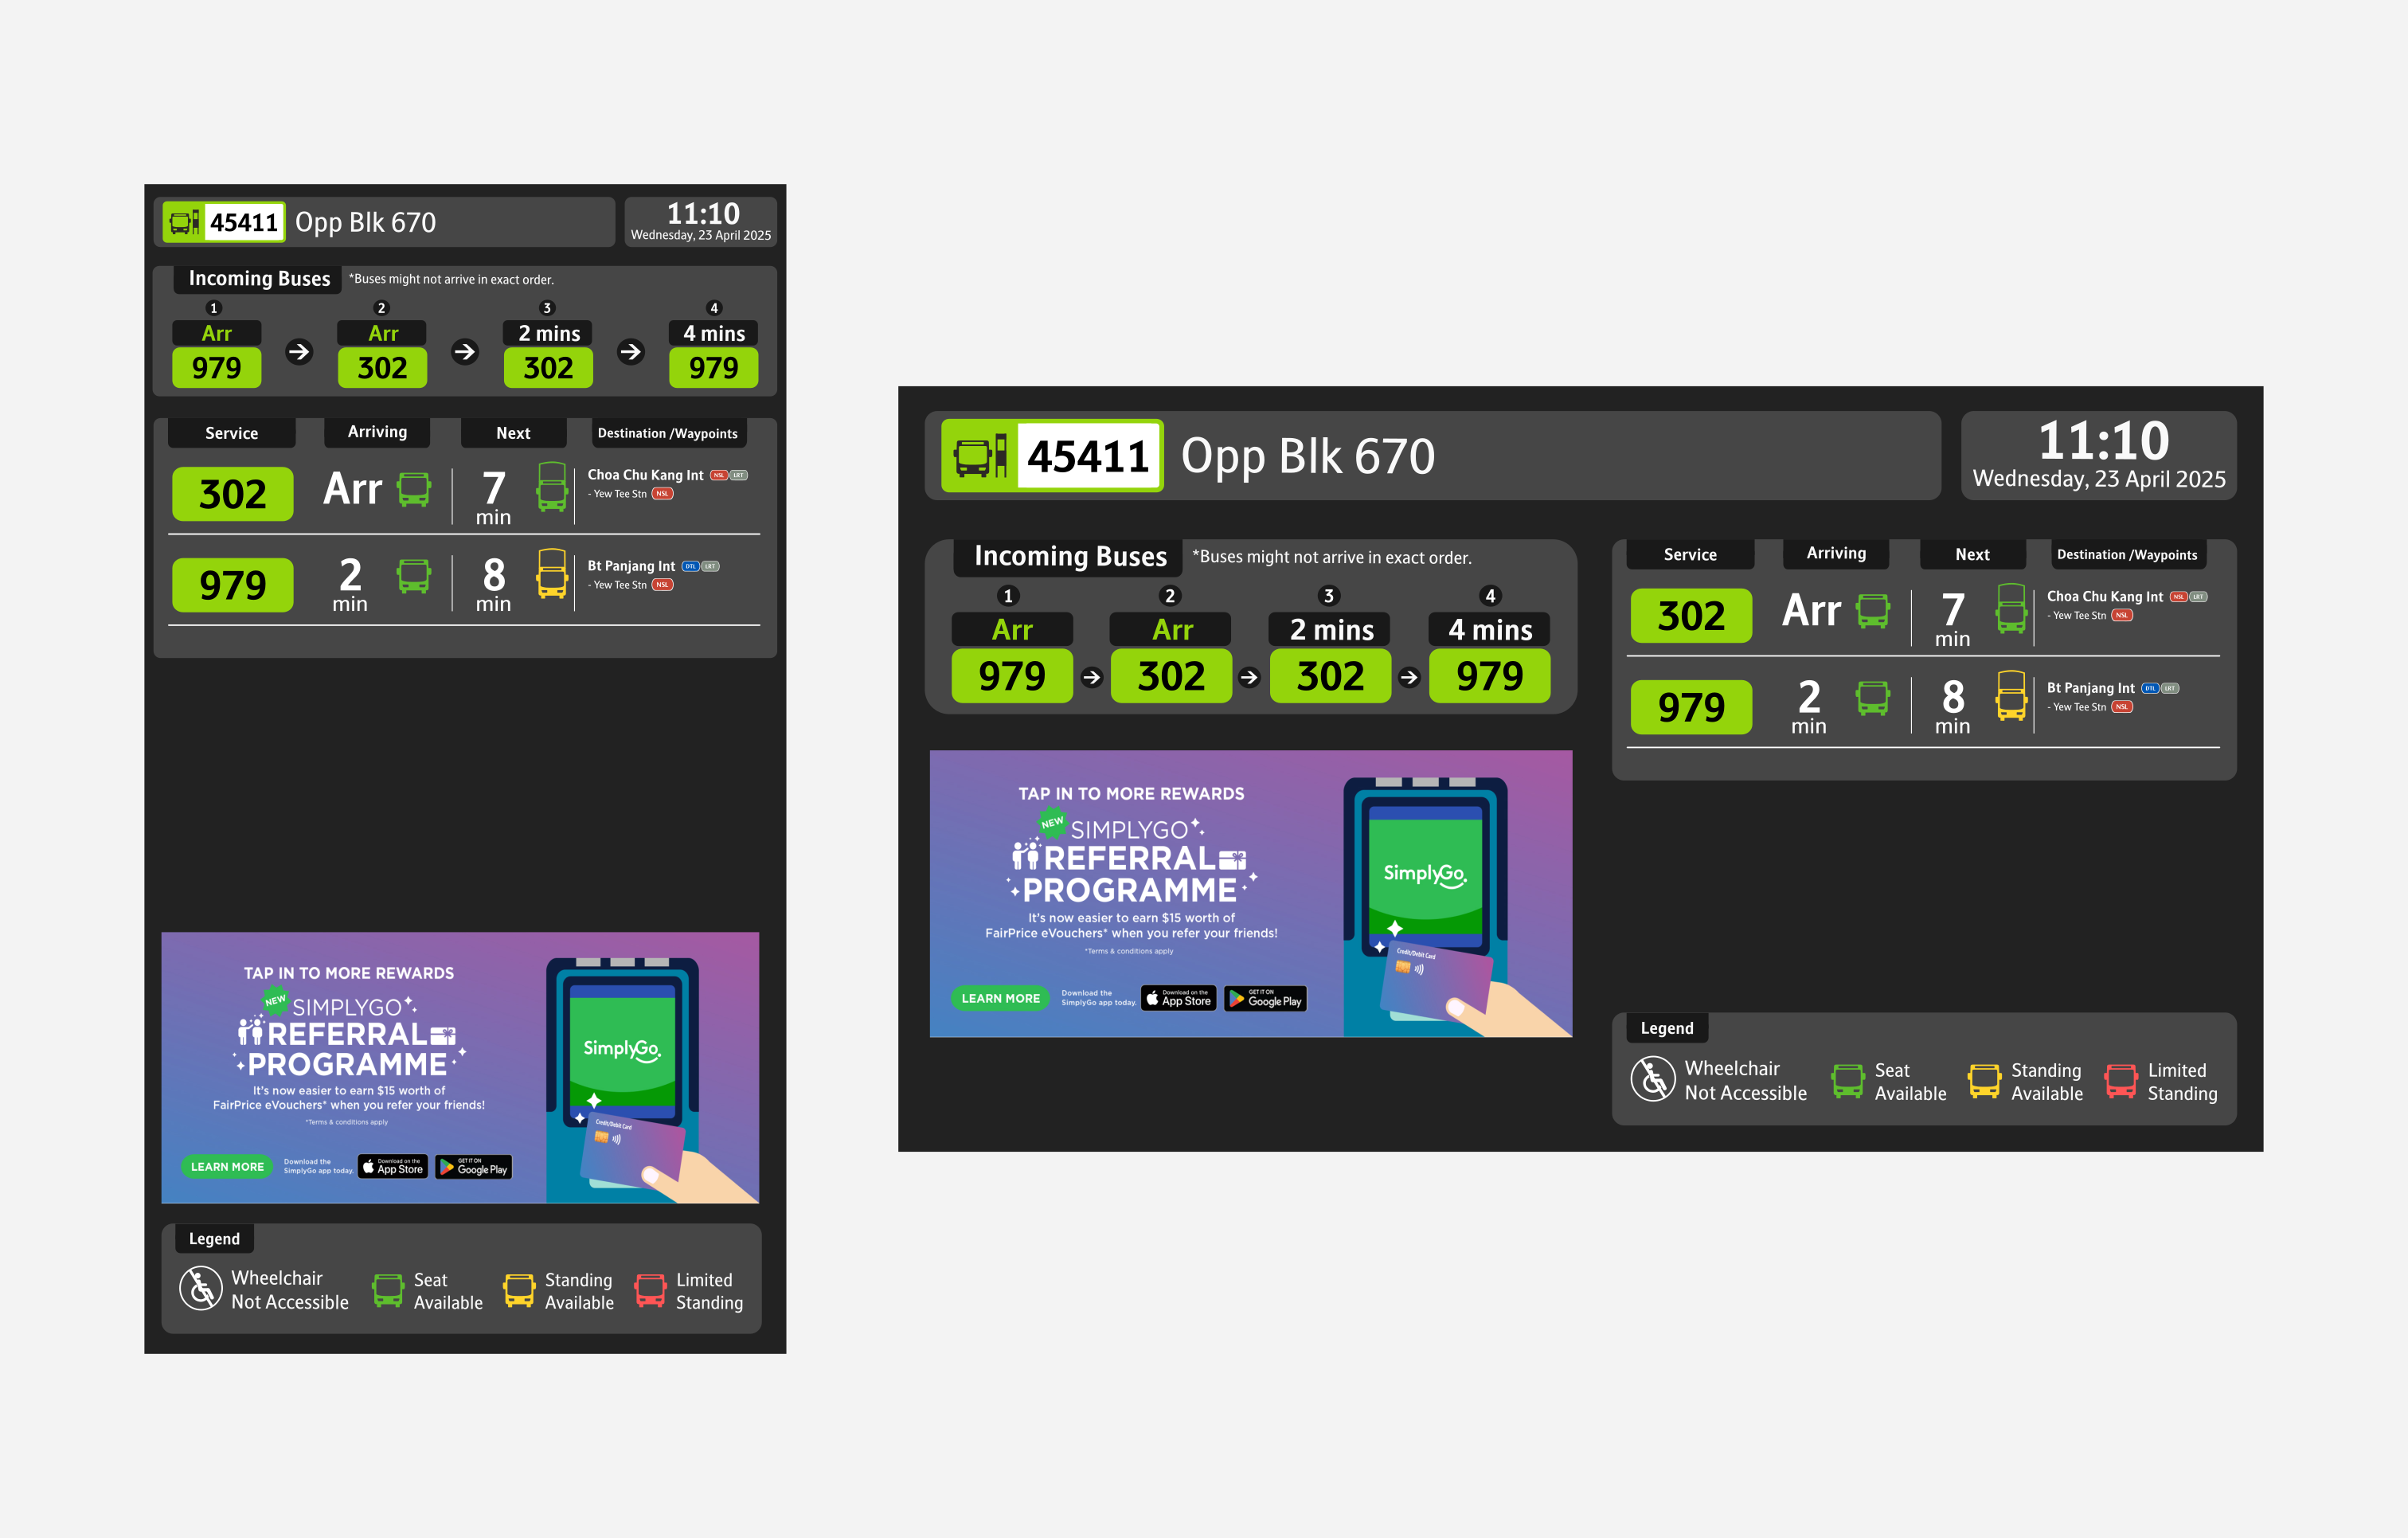 45411 Opp Blk 670
11:10
Wednesday, 23 April 2025
Incoming Buses *Buses might not arrive in exact order.
1 2 3 4
Arr Arr 2 mins 4 mins
979 302 302 979
Service Arriving Next Destination /Waypoints
302 Arr 7 min Choa Chu Kang Int NSL LRT
- Yew Tee Stn NSL
979 2 min 8 min Bt Panjang Int DTL LRT
- Yew Tee Stn NSL
TAP IN TO MORE REWARDS
NEW SIMPLYGO
REFERRAL
PROGRAMME
It's now easier to earn $15 worth of
FairPrice eVouchers* when you refer your friends!
*Terms & conditions apply
LEARN MORE
Download the
SimplyGo app today.
Download on the
App Store
GET IT ON
Google Play
SimplyGo.
Credit/Debit Card
Legend
Wheelchair
Not Accessible
Seat
Available
Standing
Available
Limited
Standing
45411 Opp Blk 670
11:10
Wednesday, 23 April 2025
Incoming Buses *Buses might not arrive in exact order.
1 2 3 4
Arr Arr 2 mins 4 mins
979 302 302 979
TAP IN TO MORE REWARDS
NEW SIMPLYGO
REFERRAL
PROGRAMME
It's now easier to earn $15 worth of
FairPrice eVouchers* when you refer your friends!
*Terms & conditions apply
LEARN MORE
Download the
SimplyGo app today.
Download on the
App Store
GET IT ON
Google Play
SimplyGo.
Credit/Debit Card
Service Arriving Next Destination /Waypoints
302 Arr 7 min Choa Chu Kang Int NSL LRT
- Yew Tee Stn NSL
979 2 min 8 min Bt Panjang Int DTL LRT
- Yew Tee Stn NSL
Legend
Wheelchair
Not Accessible
Seat
Available
Standing
Available
Limited
Standing